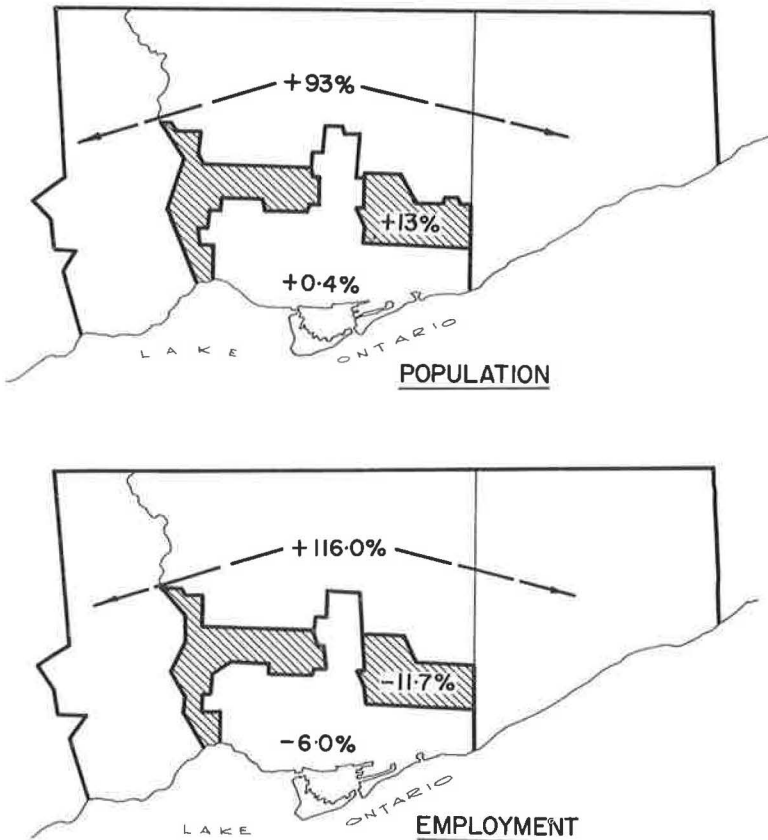 +93%
+13%
+0.4%
LAKE ONTARIO
POPULATION
+116.0%
-11.7%
-6.0%
LAKE ONTARIO
EMPLOYMENT